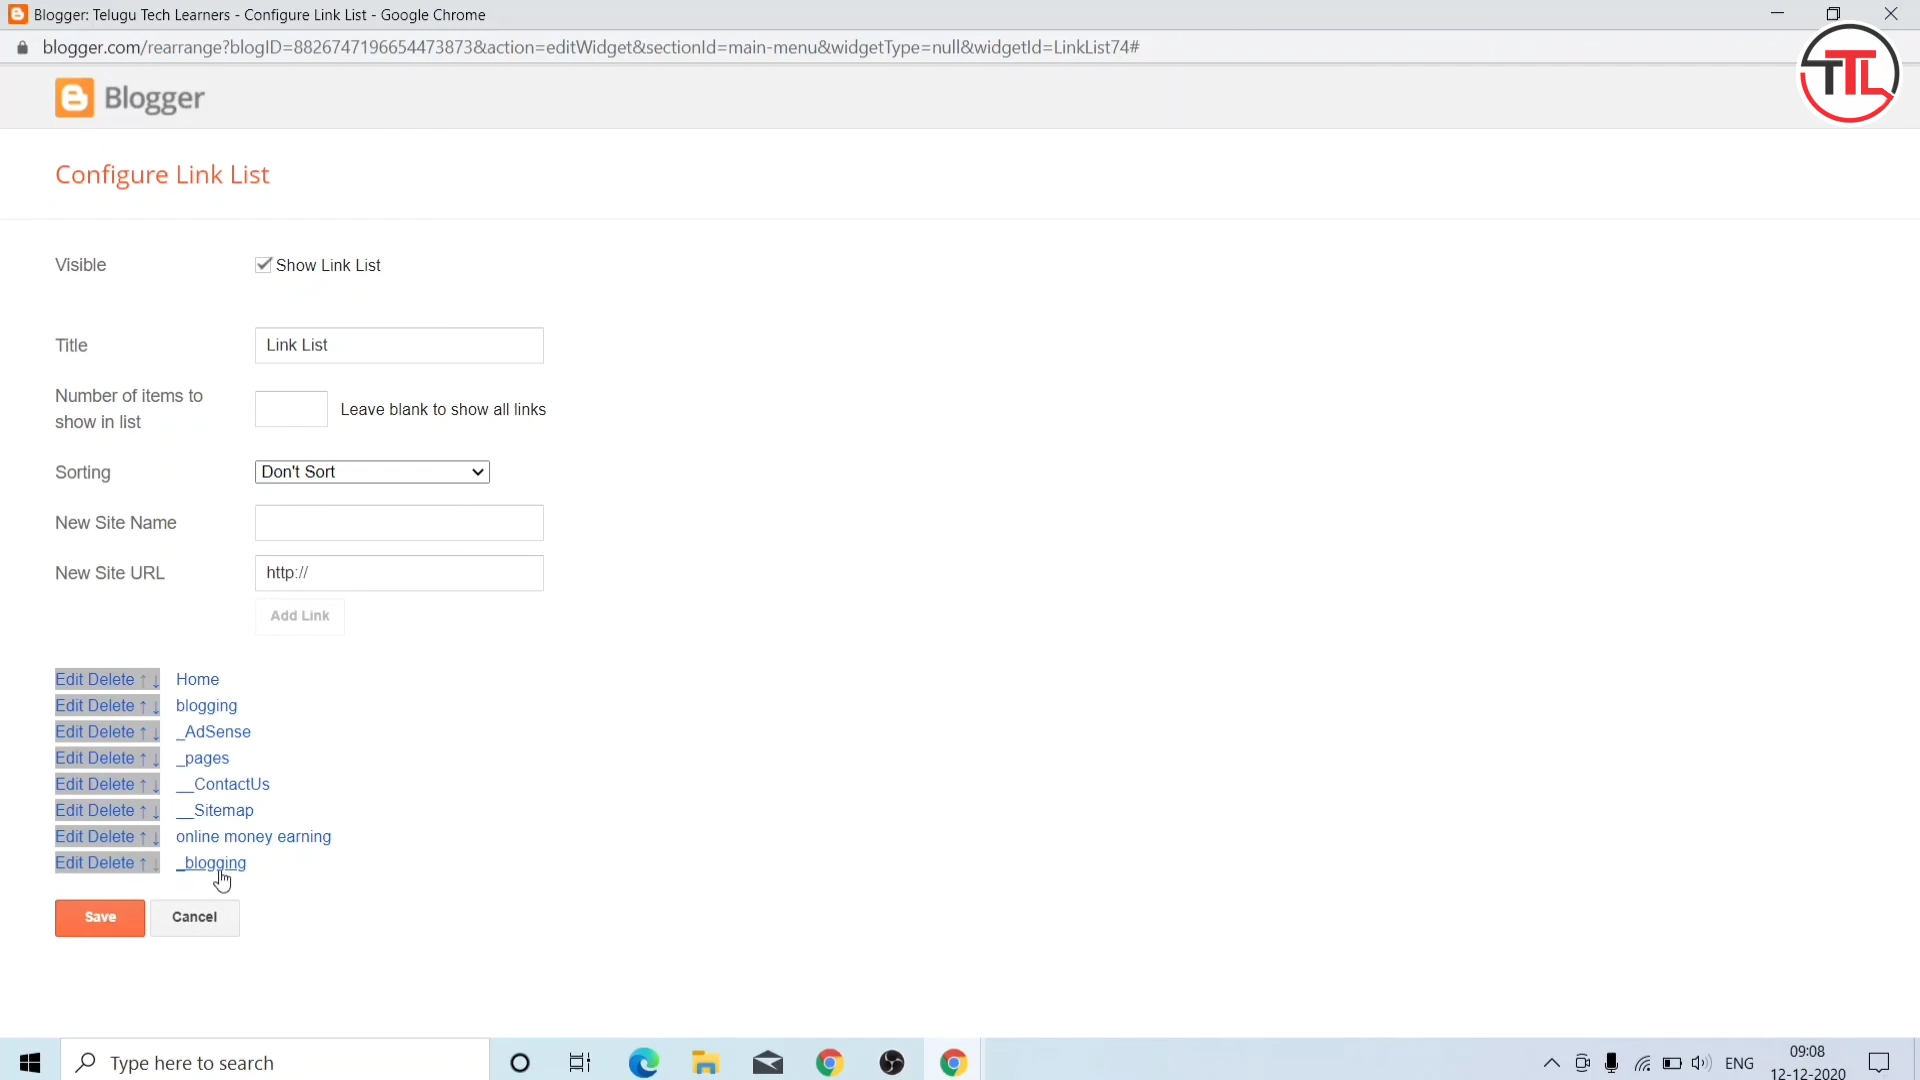 Blogger: Telugu Tech Learners - Configure Link List - Google Chrome
blogger.com/rearrange?blogID=8826747196654473873&action=editWidget&sectionId=main-menu&widgetType=null&widgetId=LinkList74#
TTL
Blogger
Configure Link List
Visible Show Link List
Title Link List
Number of items to show in list Leave blank to show all links
Sorting Don't Sort
New Site Name
New Site URL http://
Add Link
Edit Delete ↑ ↓ Home
Edit Delete ↑ ↓ blogging
Edit Delete ↑ ↓ _AdSense
Edit Delete ↑ ↓ _pages
Edit Delete ↑ ↓ __ContactUs
Edit Delete ↑ ↓ __Sitemap
Edit Delete ↑ ↓ online money earning
Edit Delete ↑ ↓ _blogging
Save Cancel
Type here to search
ENG
09:08
12-12-2020